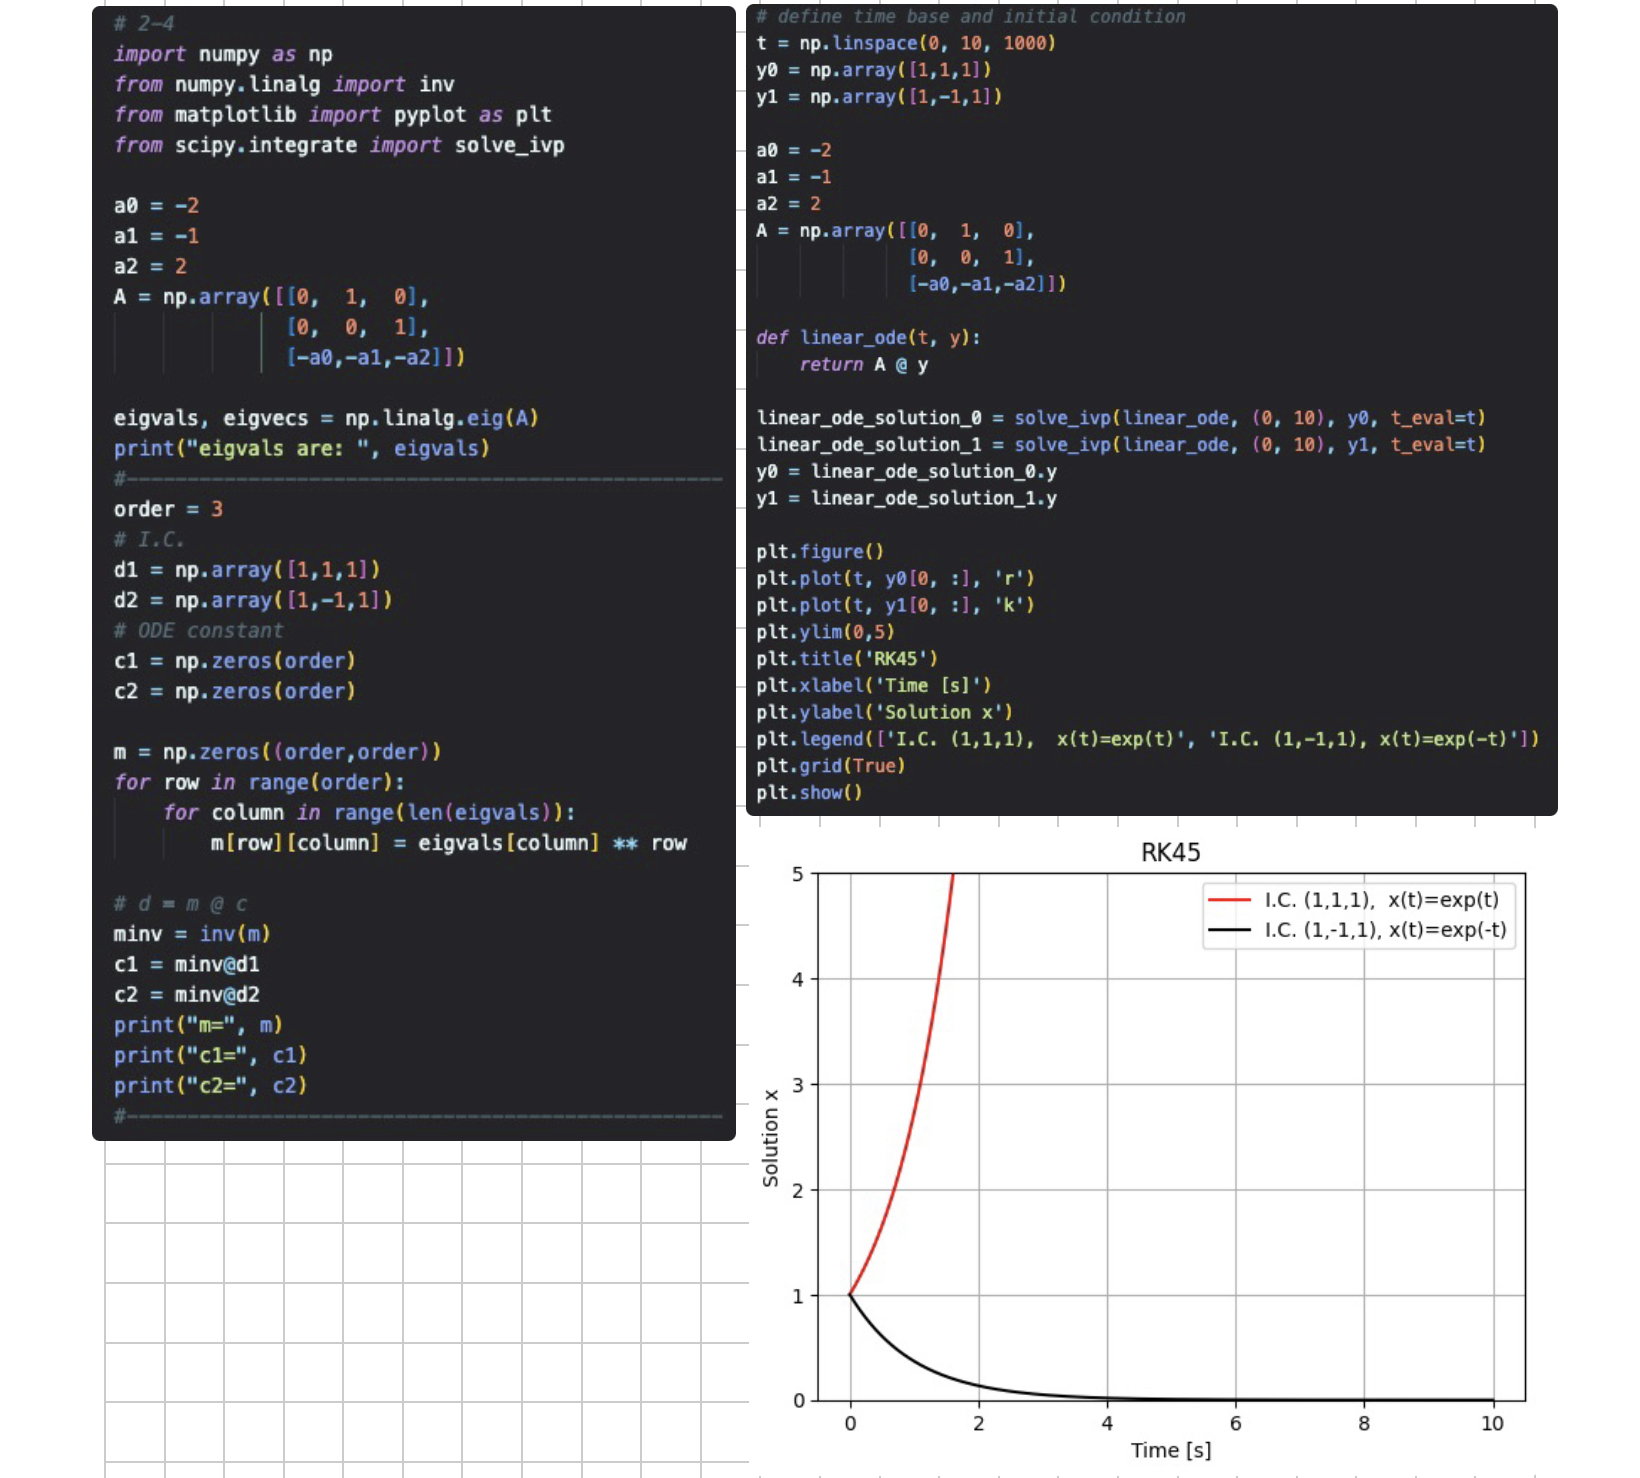 # 2-4
import numpy as np
from numpy.linalg import inv
from matplotlib import pyplot as plt
from scipy.integrate import solve_ivp
a0 = -2
a1 = -1
a2 = 2
A = np.array([[0, 1, 0],
[0, 0, 1],
[-a0,-a1,-a2]])
eigvals, eigvecs = np.linalg.eig(A)
print("eigvals are: ", eigvals)
#-------------------------------------------------
order = 3
# I.C.
d1 = np.array([1,1,1])
d2 = np.array([1,-1,1])
# ODE constant
c1 = np.zeros(order)
c2 = np.zeros(order)
m = np.zeros((order,order))
for row in range(order):
for column in range(len(eigvals)):
m[row][column] = eigvals[column] ** row
# d = m @ c
minv = inv(m)
c1 = minv@d1
c2 = minv@d2
print("m=", m)
print("c1=", c1)
print("c2=", c2)
#-------------------------------------------------
# define time base and initial condition
t = np.linspace(0, 10, 1000)
y0 = np.array([1,1,1])
y1 = np.array([1,-1,1])
a0 = -2
a1 = -1
a2 = 2
A = np.array([[0, 1, 0],
[0, 0, 1],
[-a0,-a1,-a2]])
def linear_ode(t, y):
return A @ y
linear_ode_solution_0 = solve_ivp(linear_ode, (0, 10), y0, t_eval=t)
linear_ode_solution_1 = solve_ivp(linear_ode, (0, 10), y1, t_eval=t)
y0 = linear_ode_solution_0.y
y1 = linear_ode_solution_1.y
plt.figure()
plt.plot(t, y0[0, :], 'r')
plt.plot(t, y1[0, :], 'k')
plt.ylim(0,5)
plt.title('RK45')
plt.xlabel('Time [s]')
plt.ylabel('Solution x')
plt.legend(['I.C. (1,1,1),  x(t)=exp(t)', 'I.C. (1,-1,1), x(t)=exp(-t)'])
plt.grid(True)
plt.show()
RK45
I.C. (1,1,1),  x(t)=exp(t)
I.C. (1,-1,1), x(t)=exp(-t)
5
4
3
2
1
0
Solution x
0 2 4 6 8 10
Time [s]